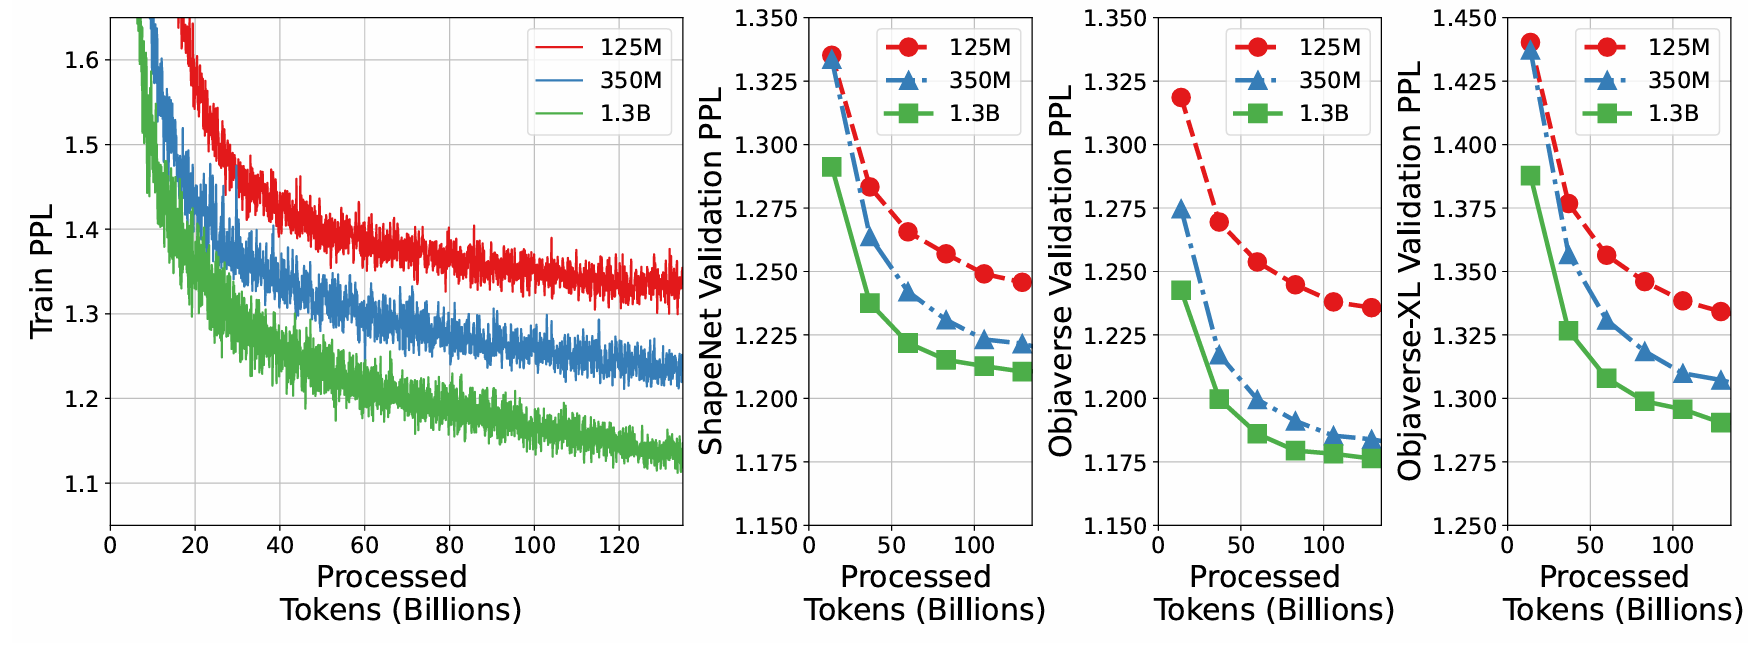 Train PPL
1.6
1.5
1.4
1.3
1.2
1.1
0 20 40 60 80 100 120
Processed
Tokens (Billions)
125M
350M
1.3B
ShapeNet Validation PPL
1.350
1.325
1.300
1.275
1.250
1.225
1.200
1.175
1.150
0 50 100
Processed
Tokens (Billions)
125M
350M
1.3B
Objaverse Validation PPL
1.350
1.325
1.300
1.275
1.250
1.225
1.200
1.175
1.150
0 50 100
Processed
Tokens (Billions)
125M
350M
1.3B
Objaverse-XL Validation PPL
1.450
1.425
1.400
1.375
1.350
1.325
1.300
1.275
1.250
0 50 100
Processed
Tokens (Billions)
125M
350M
1.3B